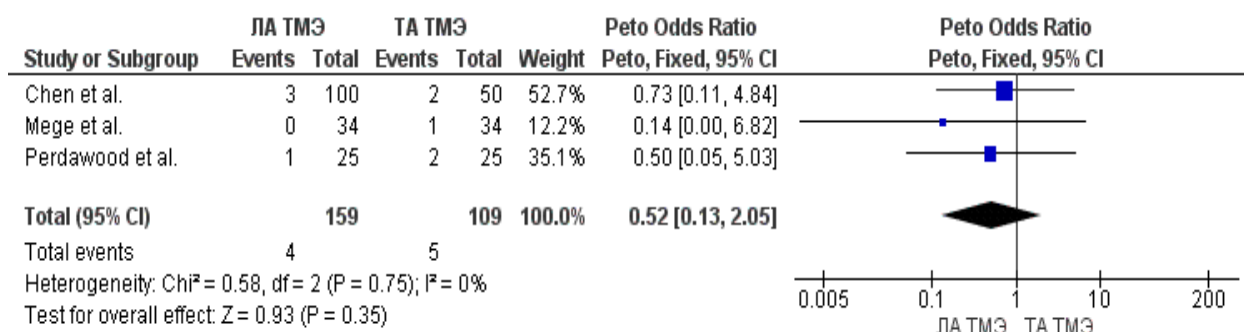 ЛА ТМЭ ТА ТМЭ Peto Odds Ratio Peto Odds Ratio
Study or Subgroup Events Total Events Total Weight Peto, Fixed, 95% CI Peto, Fixed, 95% CI
Chen et al. 3 100 2 50 52.7% 0.73 [0.11, 4.84]
Mege et al. 0 34 1 34 12.2% 0.14 [0.00, 6.82]
Perdawood et al. 1 25 2 25 35.1% 0.50 [0.05, 5.03]
Total (95% CI) 159 109 100.0% 0.52 [0.13, 2.05]
Total events 4 5
Heterogeneity: Chi² = 0.58, df = 2 (P = 0.75); I² = 0%
Test for overall effect: Z = 0.93 (P = 0.35)
0.005 0.1 1 10 200
ЛА ТМЭ ТА ТМЭ